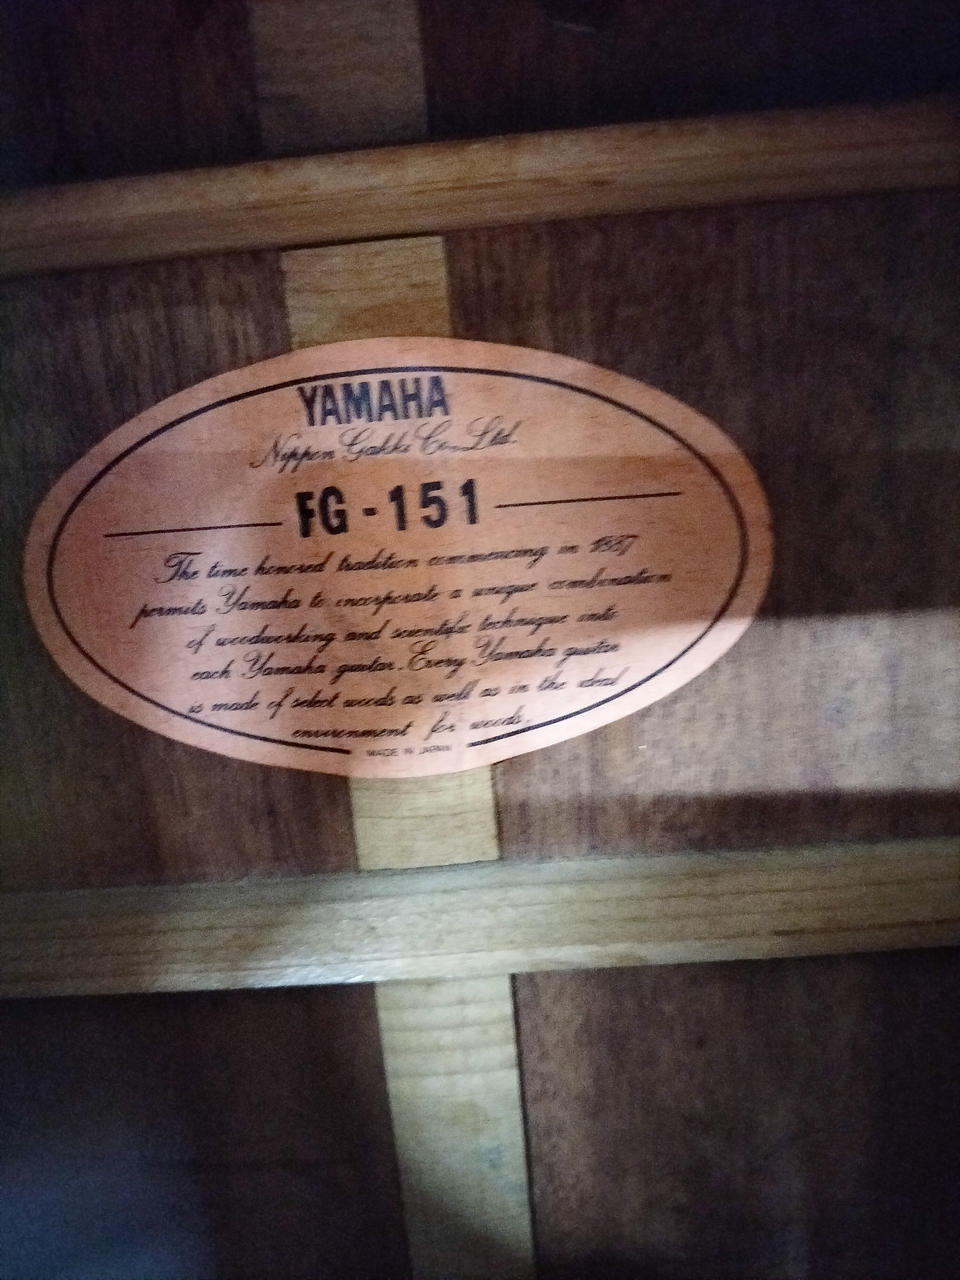 YAMAHA
Nippon Gakki Co., Ltd.
FG-151
The time honored tradition commencing in 1887
permits Yamaha to incorporate a unique combination
of woodworking and scientific technique into
each Yamaha guitar. Every Yamaha guitar
is made of select woods as well as in the ideal
environment for woods.
MADE IN JAPAN